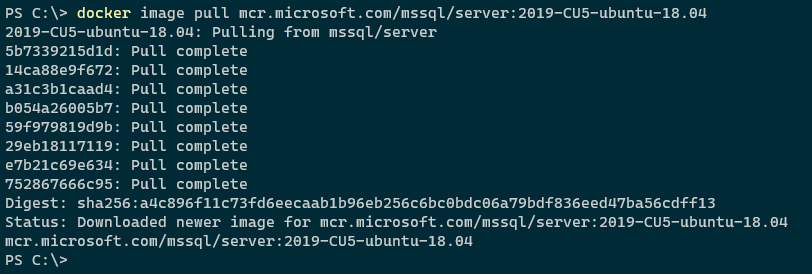 PS C:\> docker image pull mcr.microsoft.com/mssql/server:2019-CU5-ubuntu-18.04
2019-CU5-ubuntu-18.04: Pulling from mssql/server
5b7339215d1d: Pull complete
14ca88e9f672: Pull complete
a31c3b1caad4: Pull complete
b054a26005b7: Pull complete
59f979819d9b: Pull complete
29eb18117119: Pull complete
e7b21c69e634: Pull complete
752867666c95: Pull complete
Digest: sha256:a4c896f11c73fd6eecaab1b96eb256c6bc0bdc06a79bdf836eed47ba56cdff13
Status: Downloaded newer image for mcr.microsoft.com/mssql/server:2019-CU5-ubuntu-18.04
mcr.microsoft.com/mssql/server:2019-CU5-ubuntu-18.04
PS C:\>